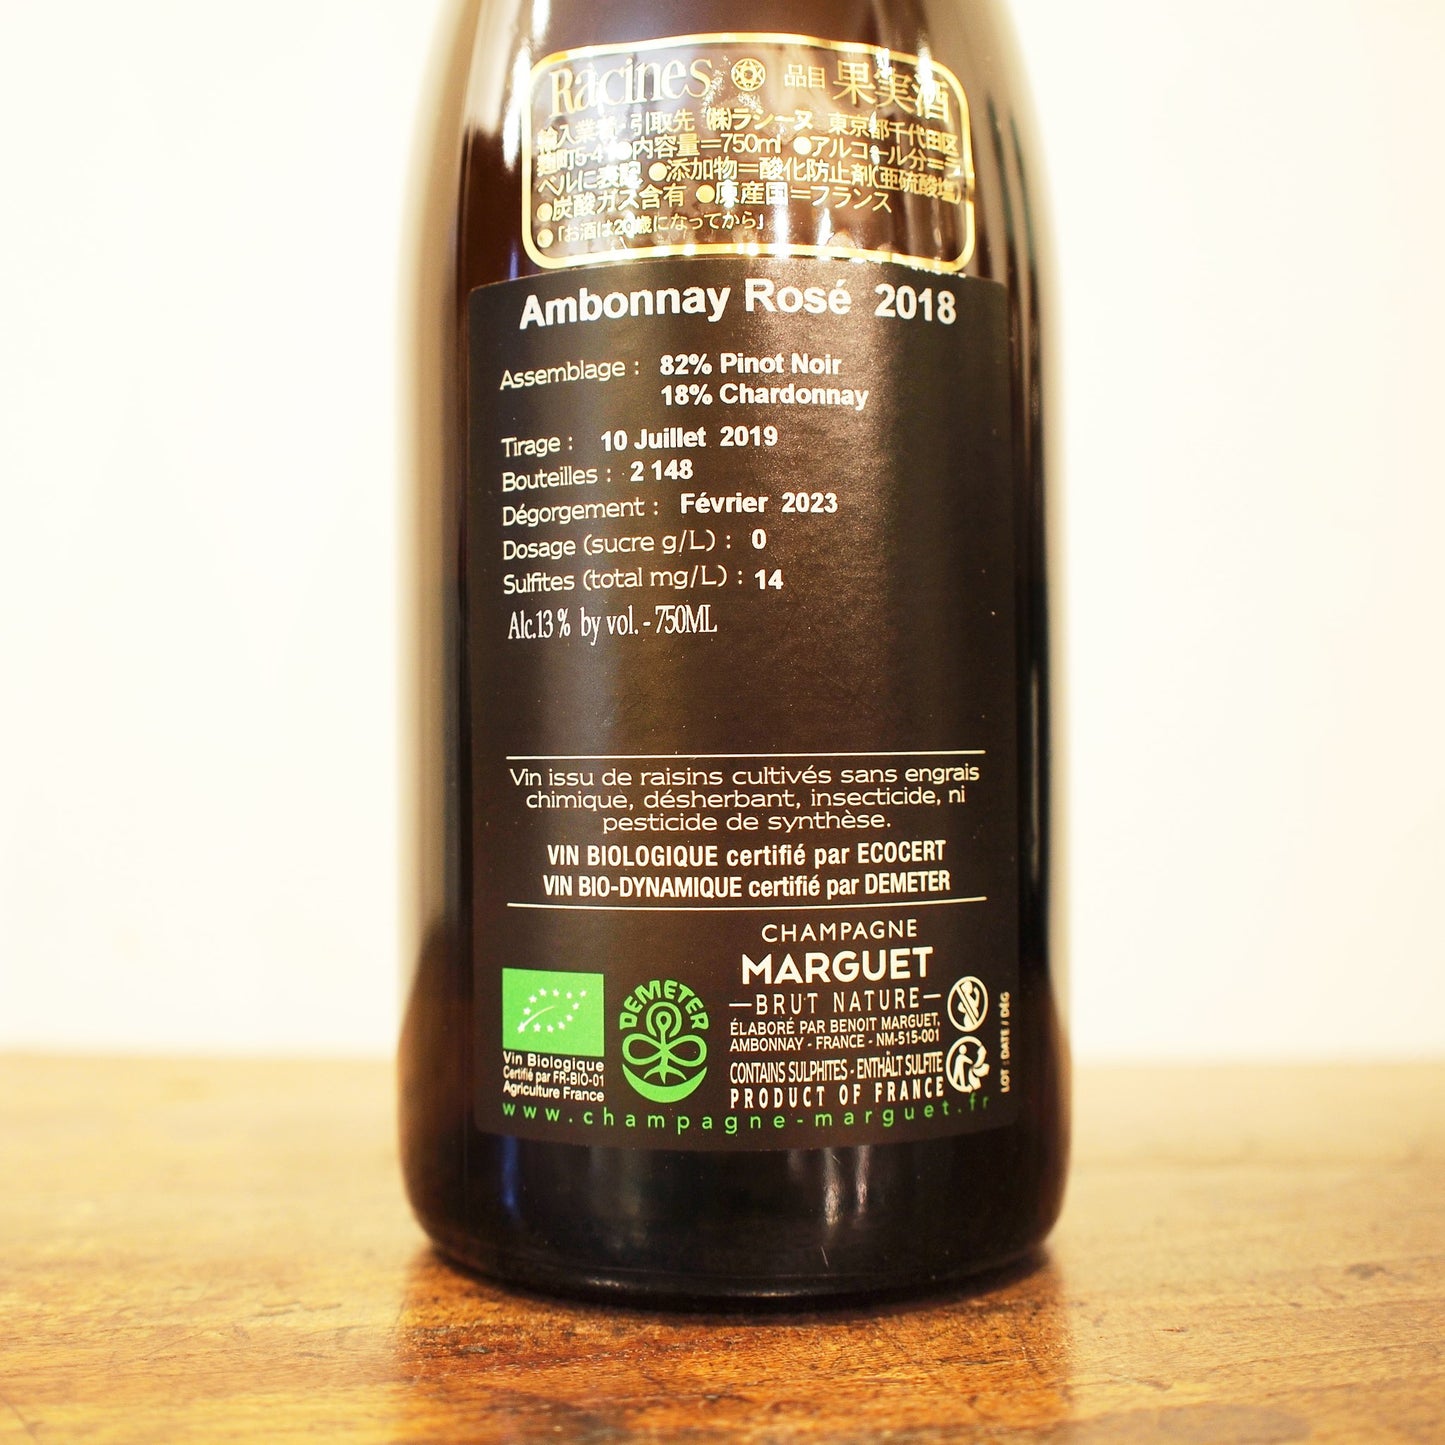 Racines 品目 果実酒
輸入業者 引取先 ㈱ラシーヌ 東京都千代田区
麹町5-4 ●内容量=750ml ●アルコール分=ラ
ベルに表記 ●添加物=酸化防止剤(亜硫酸塩)
●炭酸ガス含有 ●原産国=フランス
●「お酒は20歳になってから」
Ambonnay Rosé 2018
Assemblage : 82% Pinot Noir
18% Chardonnay
Tirage : 10 Juillet 2019
Bouteilles : 2 148
Dégorgement : Février 2023
Dosage (sucre g/L) : 0
Sulfites (total mg/L) : 14
Alc.13 % by vol. - 750ML
Vin issu de raisins cultivés sans engrais
chimique, désherbant, insecticide, ni
pesticide de synthèse.
VIN BIOLOGIQUE certifié par ECOCERT
VIN BIO-DYNAMIQUE certifié par DEMETER
CHAMPAGNE
MARGUET
—BRUT NATURE—
ÉLABORÉ PAR BENOIT MARGUET,
AMBONNAY - FRANCE - NM-515-001
CONTAINS SULPHITES - ENTHÄLT SULFITE
PRODUCT OF FRANCE
DEMETER
Vin Biologique
Certifié par FR-BIO-01
Agriculture France
LOT : DATE / DÉG
www.champagne-marguet.fr